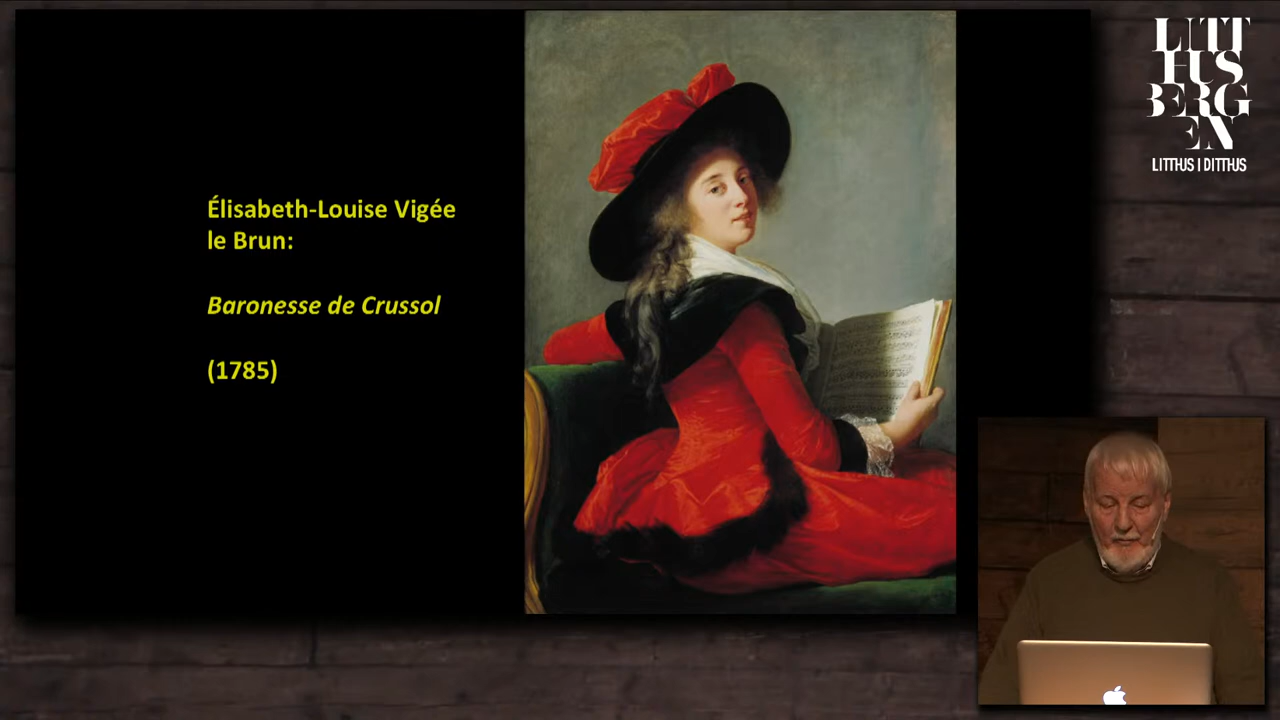 Élisabeth-Louise Vigée
le Brun:
Baronesse de Crussol
(1785)
LITT
HUS
BERG
EN
LITTHUS I DITTHUS